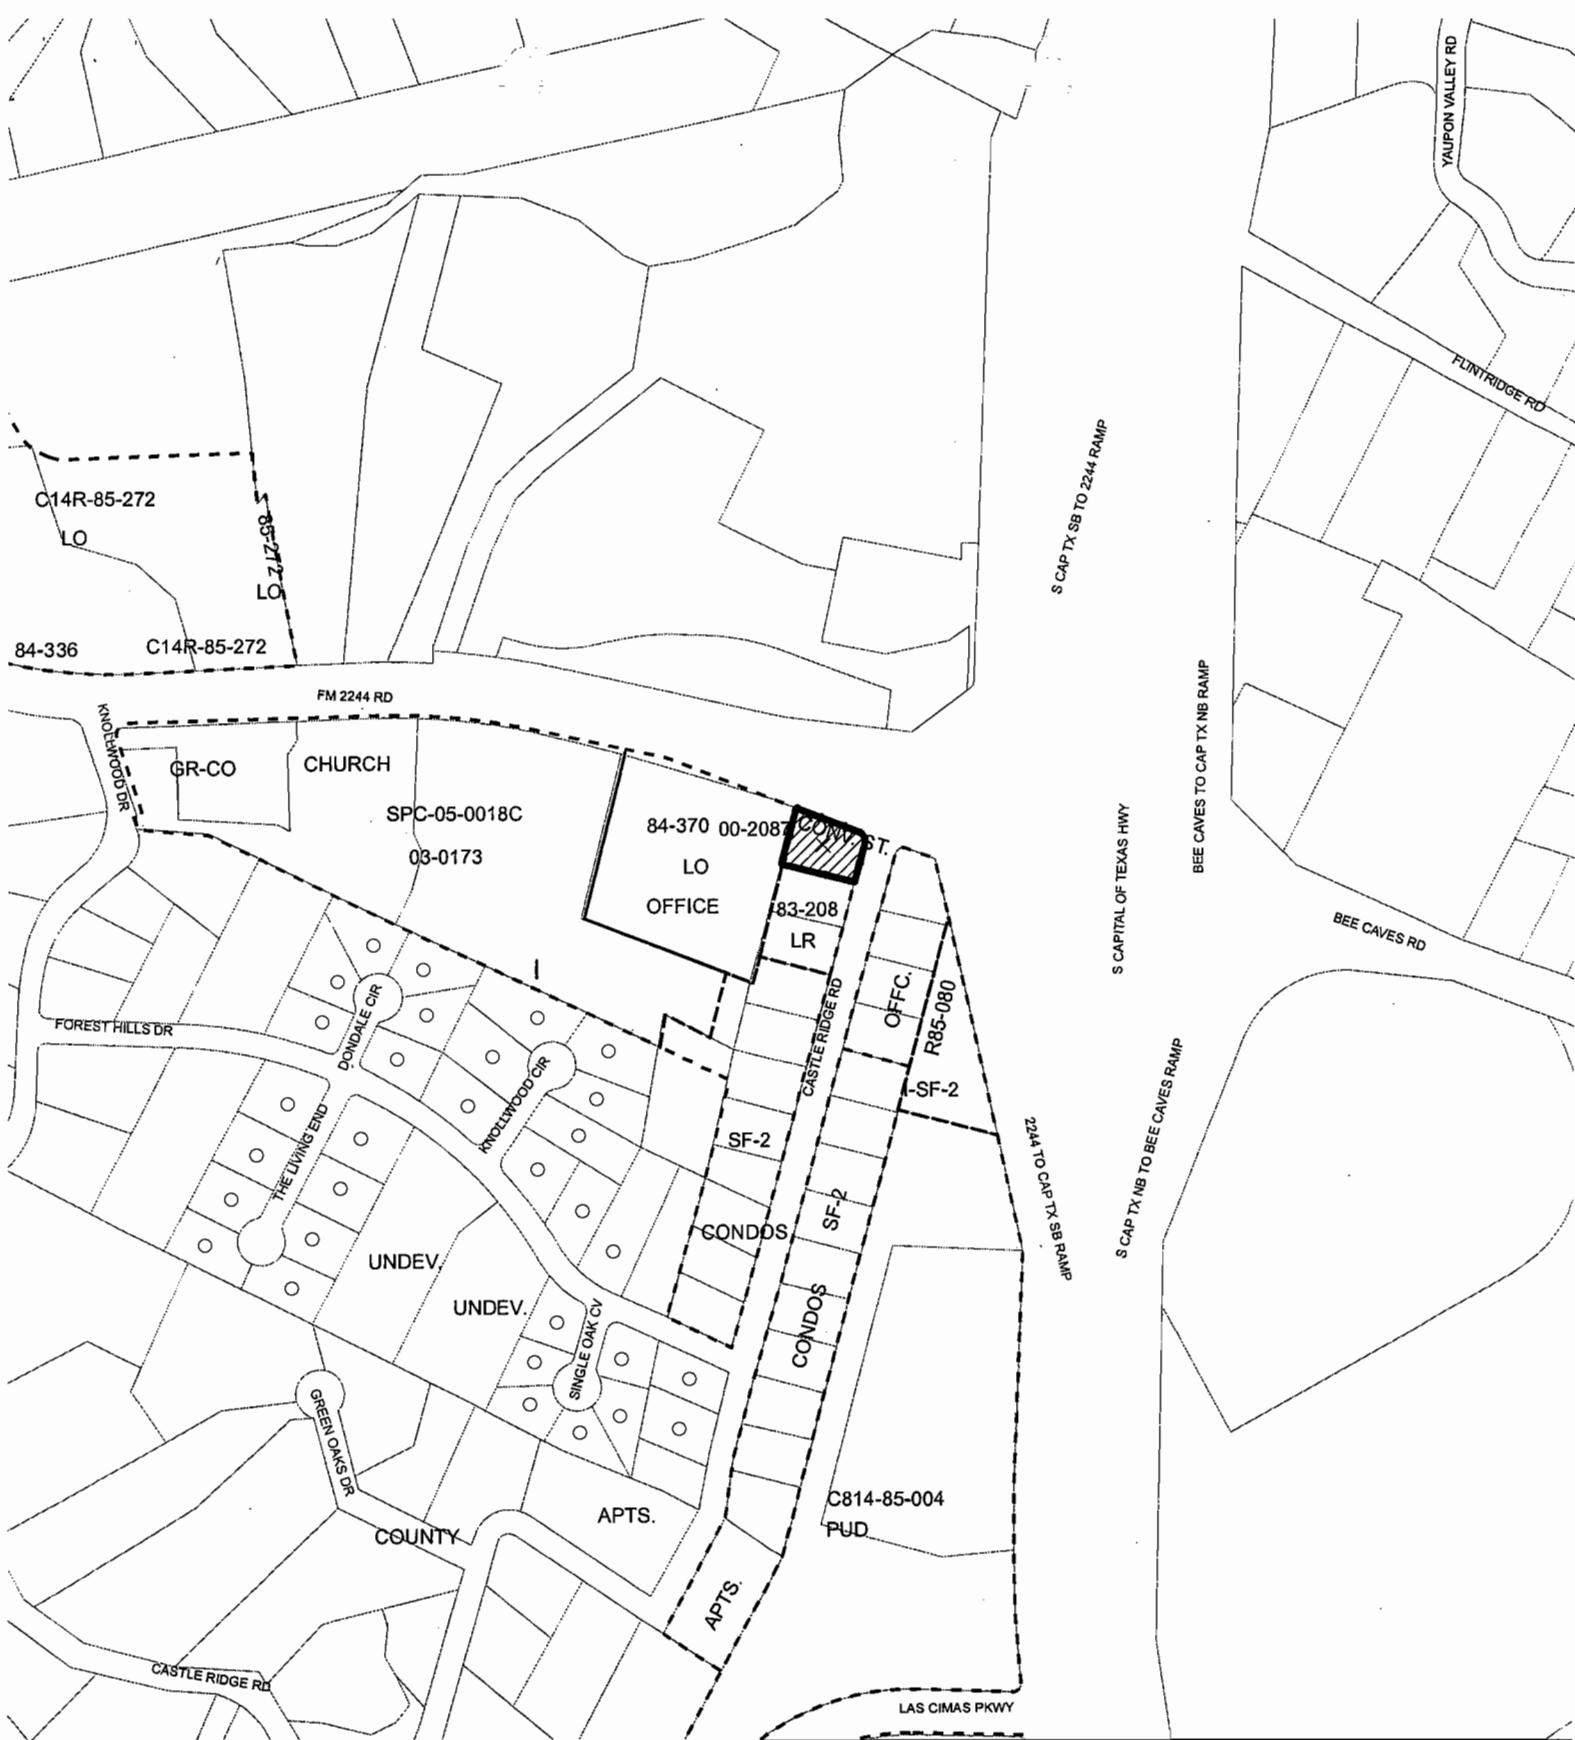 YAUPON VALLEY RD
FLINTRIDGE RD
S CAP TX SB TO 2244 RAMP
C14R-85-272
LO
85-272
LO
84-336
C14R-85-272
FM 2244 RD
KNOLLWOOD DR
GR-CO
CHURCH
SPC-05-0018C
03-0173
84-370
00-2087
CONV. ST.
LO
OFFICE
83-208
LR
BEE CAVES TO CAP TX NB RAMP
S CAPITAL OF TEXAS HWY
BEE CAVES RD
OFFC.
R85-080
I-SF-2
CASTLE RIDGE RD
I
FOREST HILLS DR
DONDALE CIR
KNOLLWOOD CIR
THE LIVING END
SF-2
SF-2
2244 TO CAP TX SB RAMP
S CAP TX NB TO BEE CAVES RAMP
CONDOS
CONDOS
UNDEV.
UNDEV.
SINGLE OAK CV
GREEN OAKS DR
C814-85-004
PUD
APTS.
COUNTY
APTS.
CASTLE RIDGE RD
LAS CIMAS PKWY